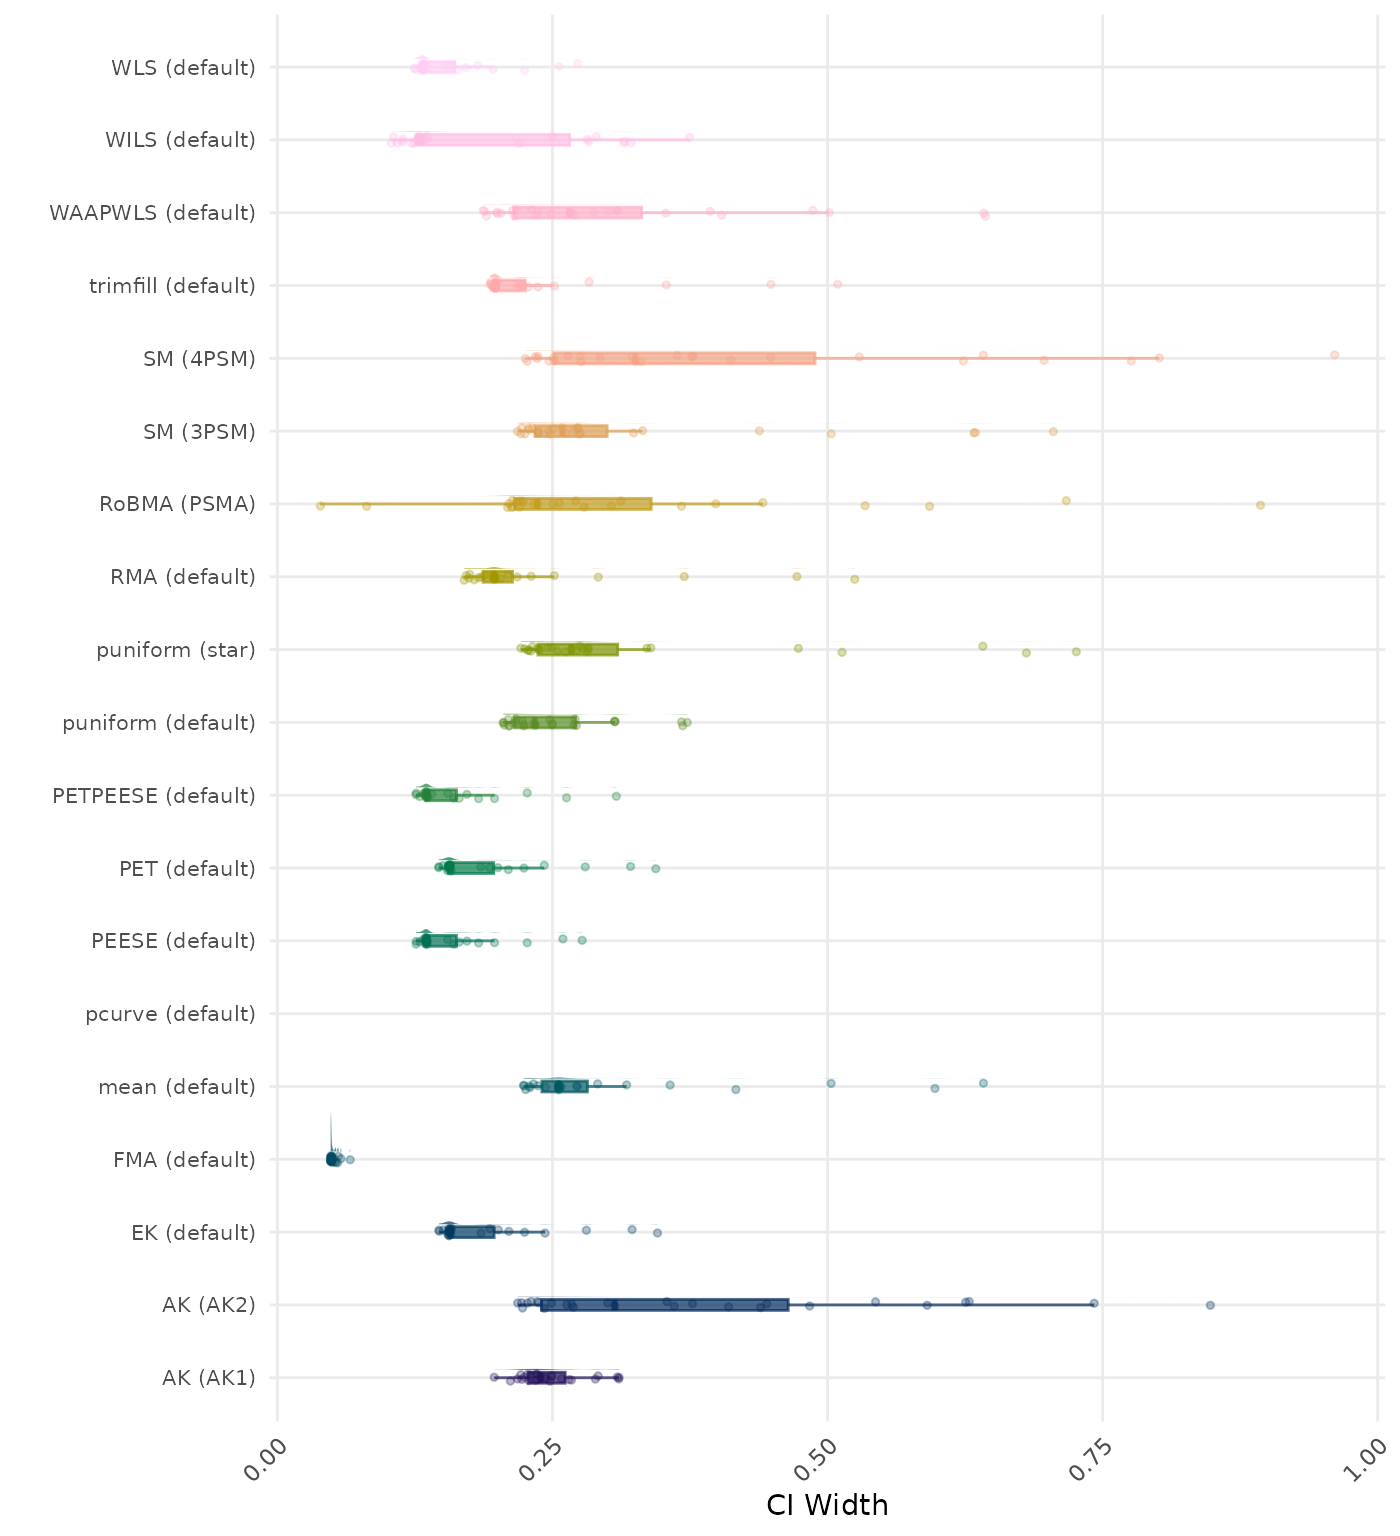 WLS (default)
WILS (default)
WAAPWLS (default)
trimfill (default)
SM (4PSM)
SM (3PSM)
RoBMA (PSMA)
RMA (default)
puniform (star)
puniform (default)
PETPEESE (default)
PET (default)
PEESE (default)
pcurve (default)
mean (default)
FMA (default)
EK (default)
AK (AK2)
AK (AK1)
0.00 0.25 0.50 0.75 1.00
CI Width